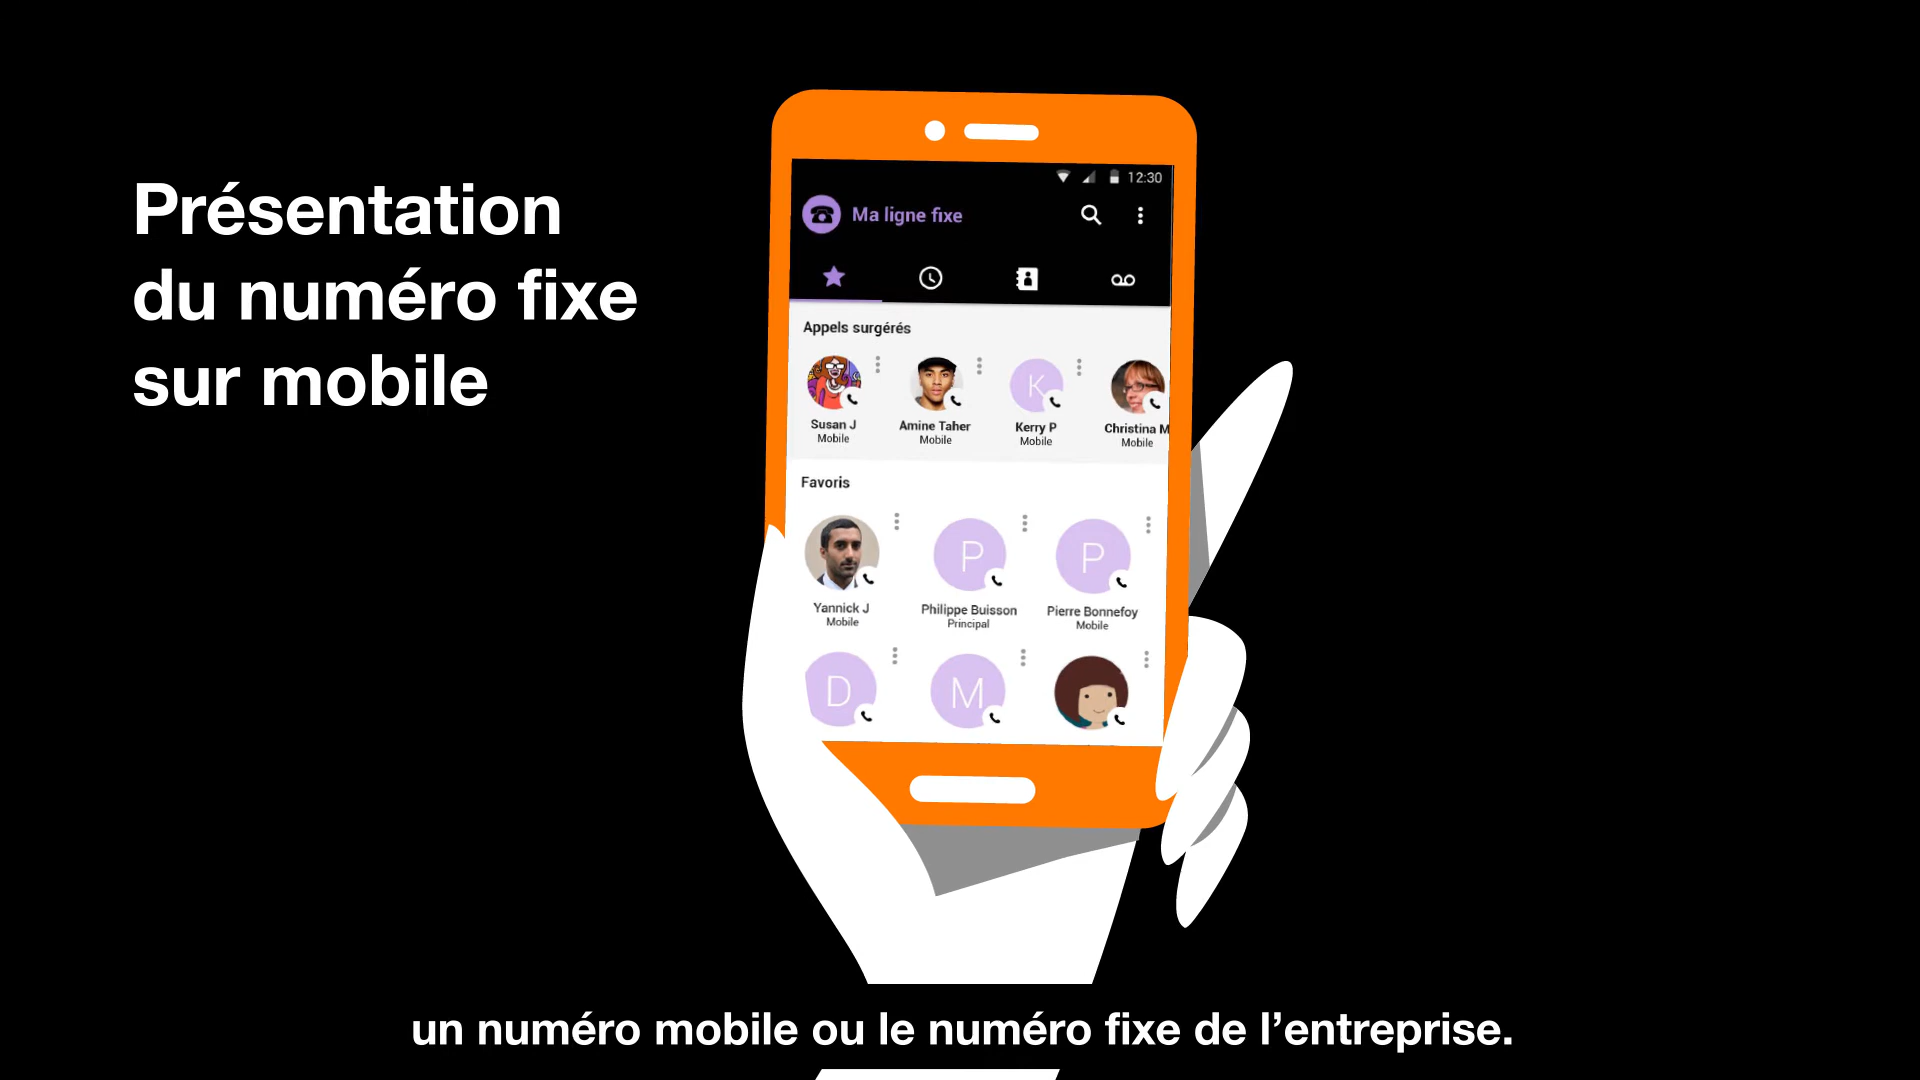 Présentation
du numéro fixe
sur mobile
12:30
Ma ligne fixe
Appels surgérés
Susan J
Mobile
Amine Taher
Mobile
Kerry P
Mobile
Christina M
Mobile
K
Favoris
P
P
Yannick J
Mobile
Philippe Buisson
Principal
Pierre Bonnefoy
Mobile
D
M
un numéro mobile ou le numéro fixe de l’entreprise.